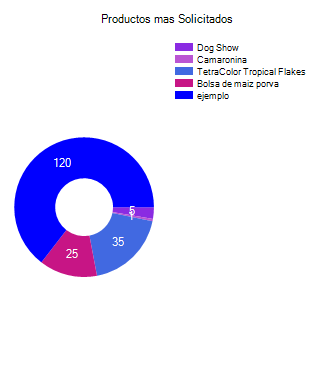 Productos mas Solicitados
Dog Show
Camaronina
TetraColor Tropical Flakes
Bolsa de maiz porva
ejemplo
120
5
1
35
25